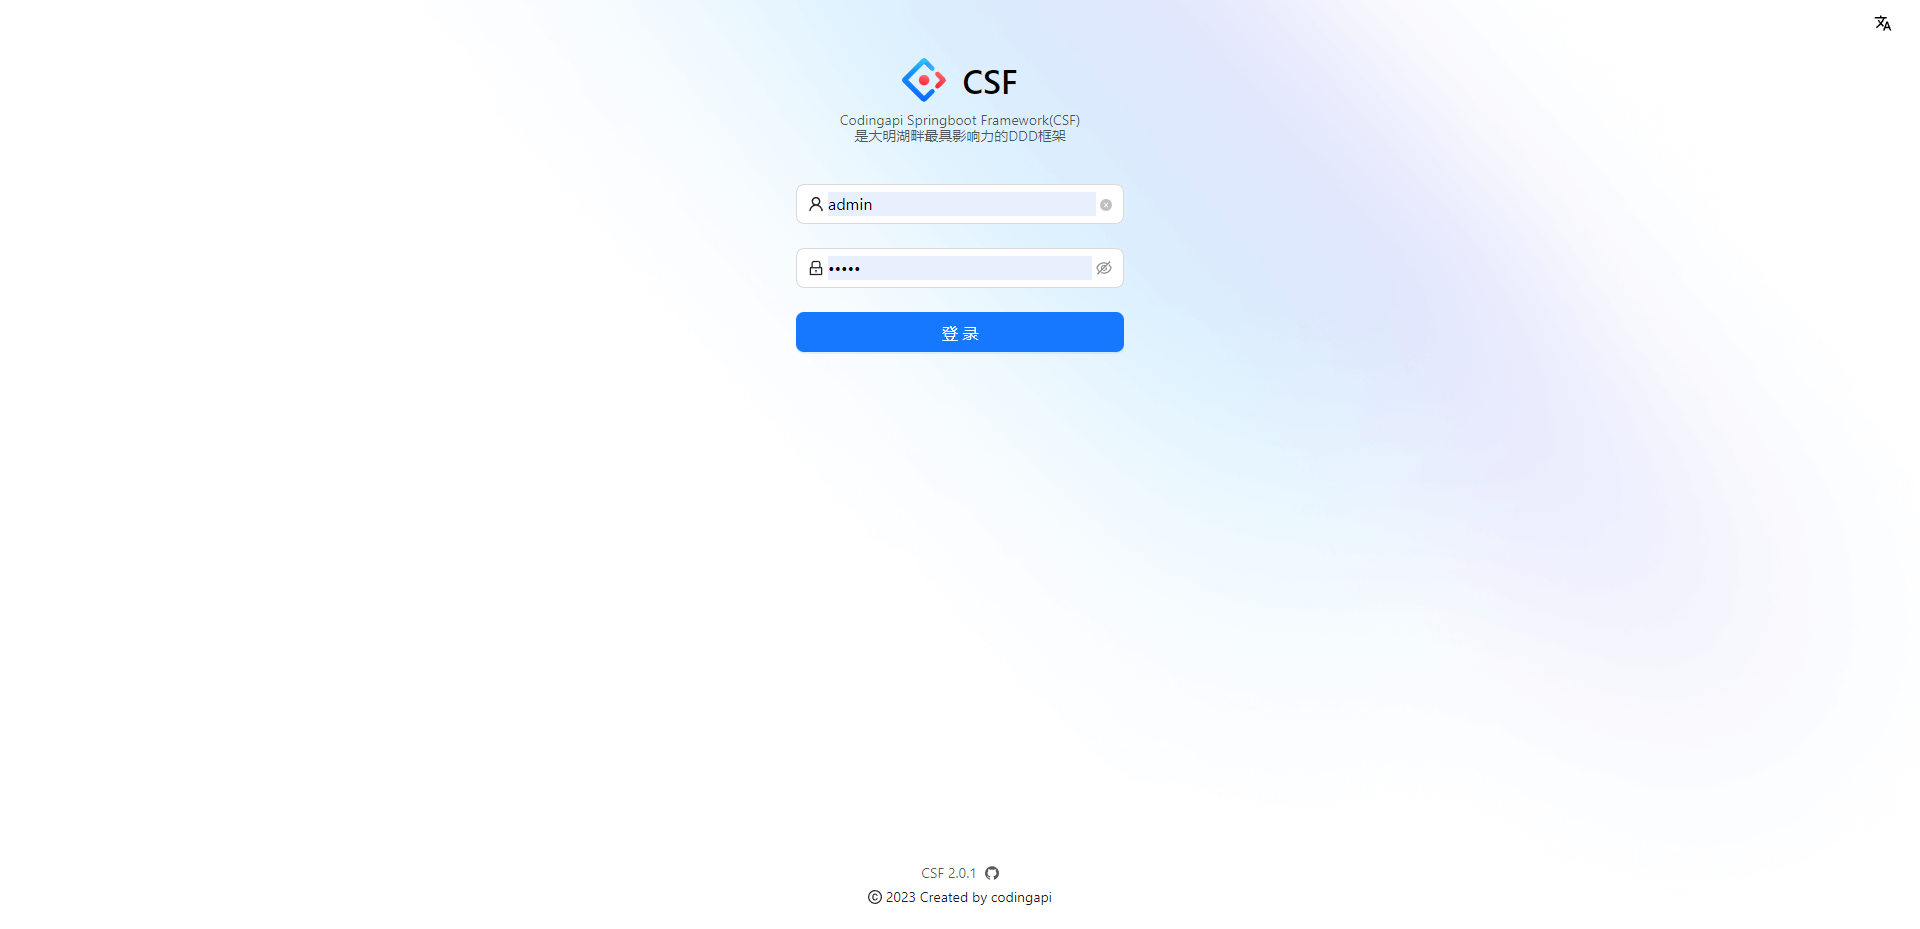 CSF
Codingapi Springboot Framework(CSF)
是大明湖畔最具影响力的DDD框架
admin
•••••
登 录
CSF 2.0.1
© 2023 Created by codingapi